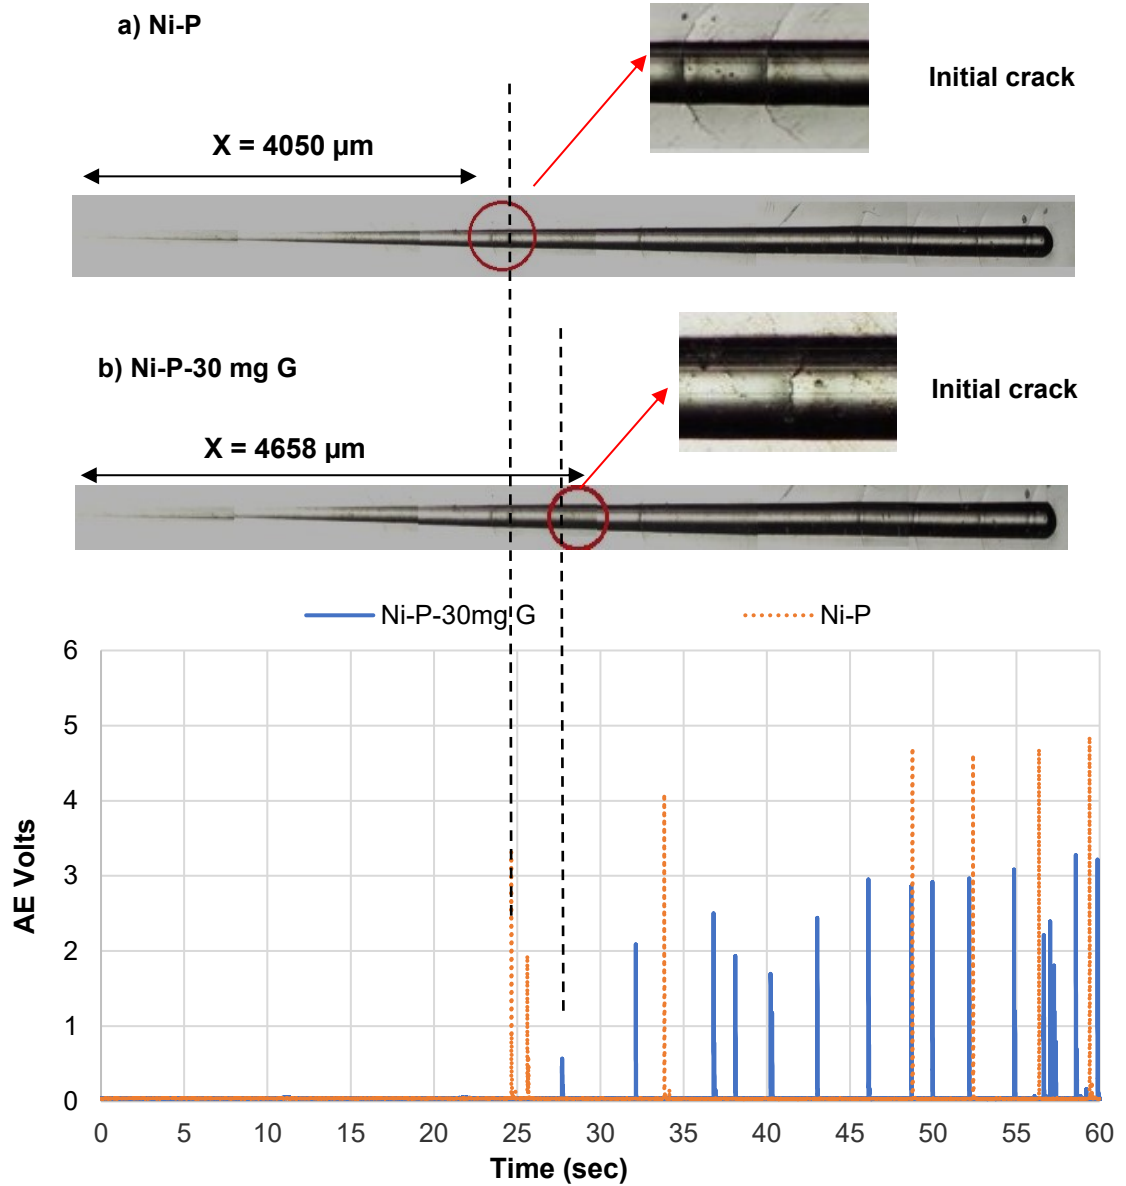 a) Ni-P
Initial crack
X = 4050 µm
b) Ni-P-30 mg G
Initial crack
X = 4658 µm
Ni-P-30mg G
Ni-P
6
5
4
3
2
1
0
AE Volts
0 5 10 15 20 25 30 35 40 45 50 55 60
Time (sec)